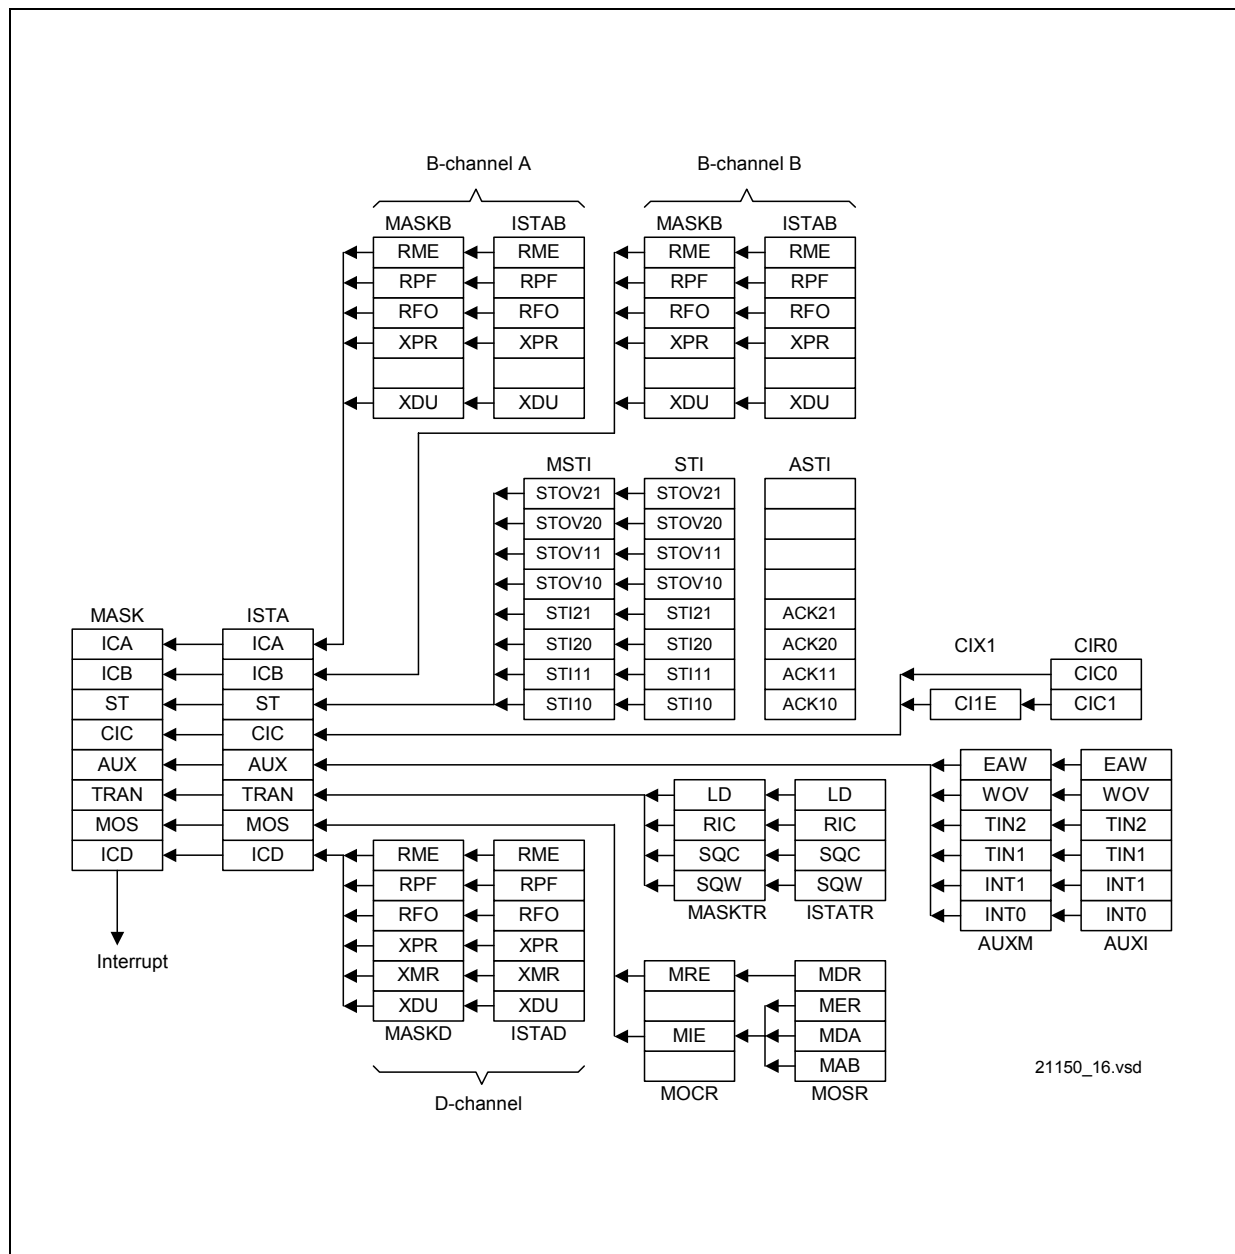 B-channel A B-channel B
MASKB ISTAB MASKB ISTAB
RME RME RME RME
RPF RPF RPF RPF
RFO RFO RFO RFO
XPR XPR XPR XPR
XDU XDU XDU XDU
MSTI STI ASTI
STOV21 STOV21
STOV20 STOV20
STOV11 STOV11
STOV10 STOV10
MASK ISTA
STI21 STI21 ACK21
ICA ICA STI20 STI20 ACK20 CIX1 CIR0
ICB ICB STI11 STI11 ACK11 CIC0
ST ST STI10 STI10 ACK10 CI1E CIC1
CIC CIC
AUX AUX EAW EAW
TRAN TRAN LD LD WOV WOV
MOS MOS RIC RIC TIN2 TIN2
ICD ICD RME RME SQC SQC TIN1 TIN1
RPF RPF SQW SQW INT1 INT1
RFO RFO MASKTR ISTATR INT0 INT0
XPR XPR AUXM AUXI
Interrupt
XMR XMR MRE MDR
XDU XDU MER
MASKD ISTAD MIE MDA
MAB
21150_16.vsd
MOCR MOSR
D-channel